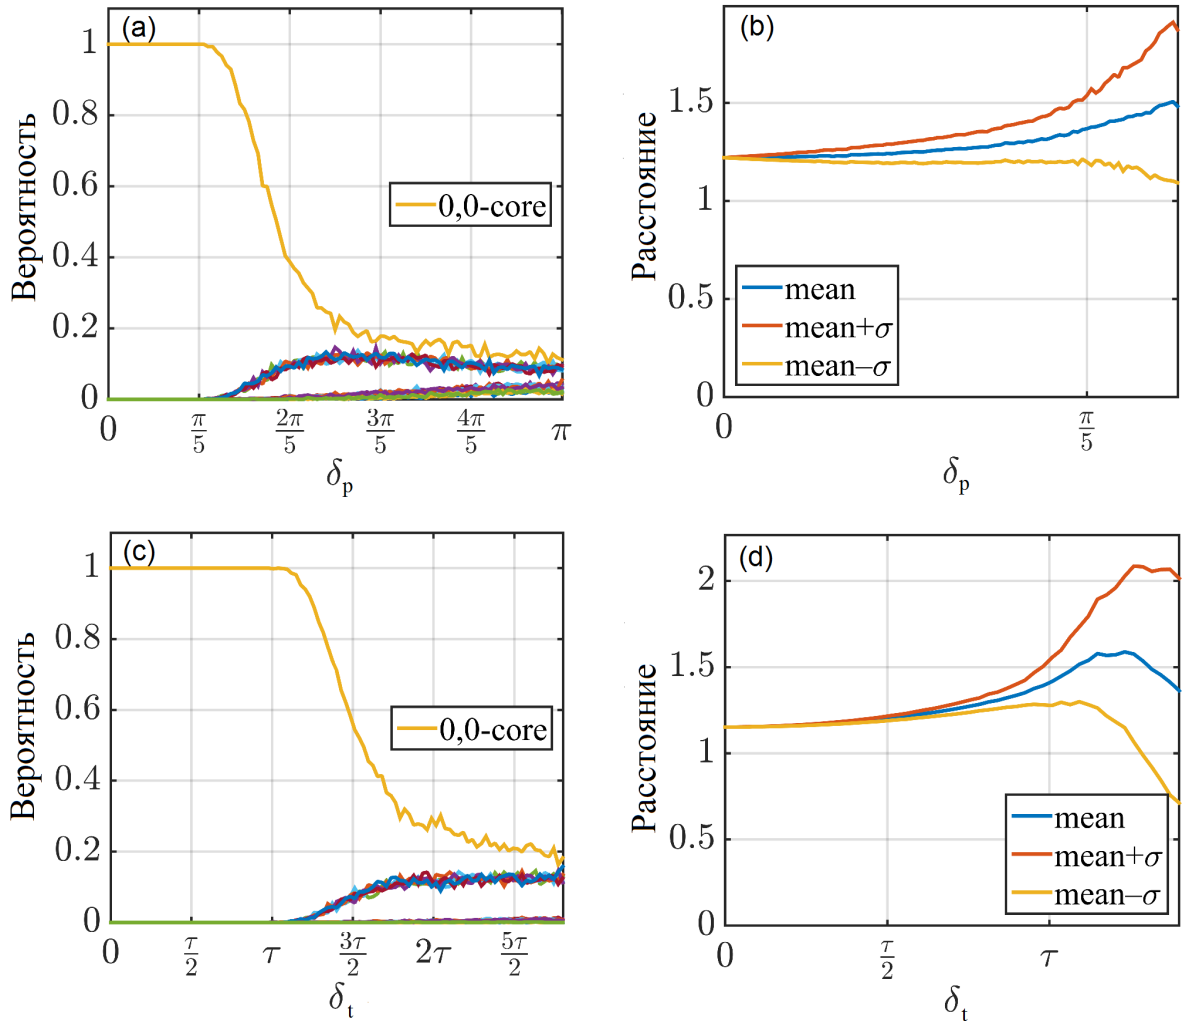 (a)
Вероятность
1
0.8
0.6
0.4
0.2
0
0,0-core
0 π/5 2π/5 3π/5 4π/5 π
δp
(b)
Расстояние
1.5
1
0.5
0
mean
mean+σ
mean–σ
0 π/5
δp
(c)
Вероятность
1
0.8
0.6
0.4
0.2
0
0,0-core
0 τ/2 τ 3τ/2 2τ 5τ/2
δt
(d)
Расстояние
2
1.5
1
0.5
0
mean
mean+σ
mean–σ
0 τ/2 τ
δt